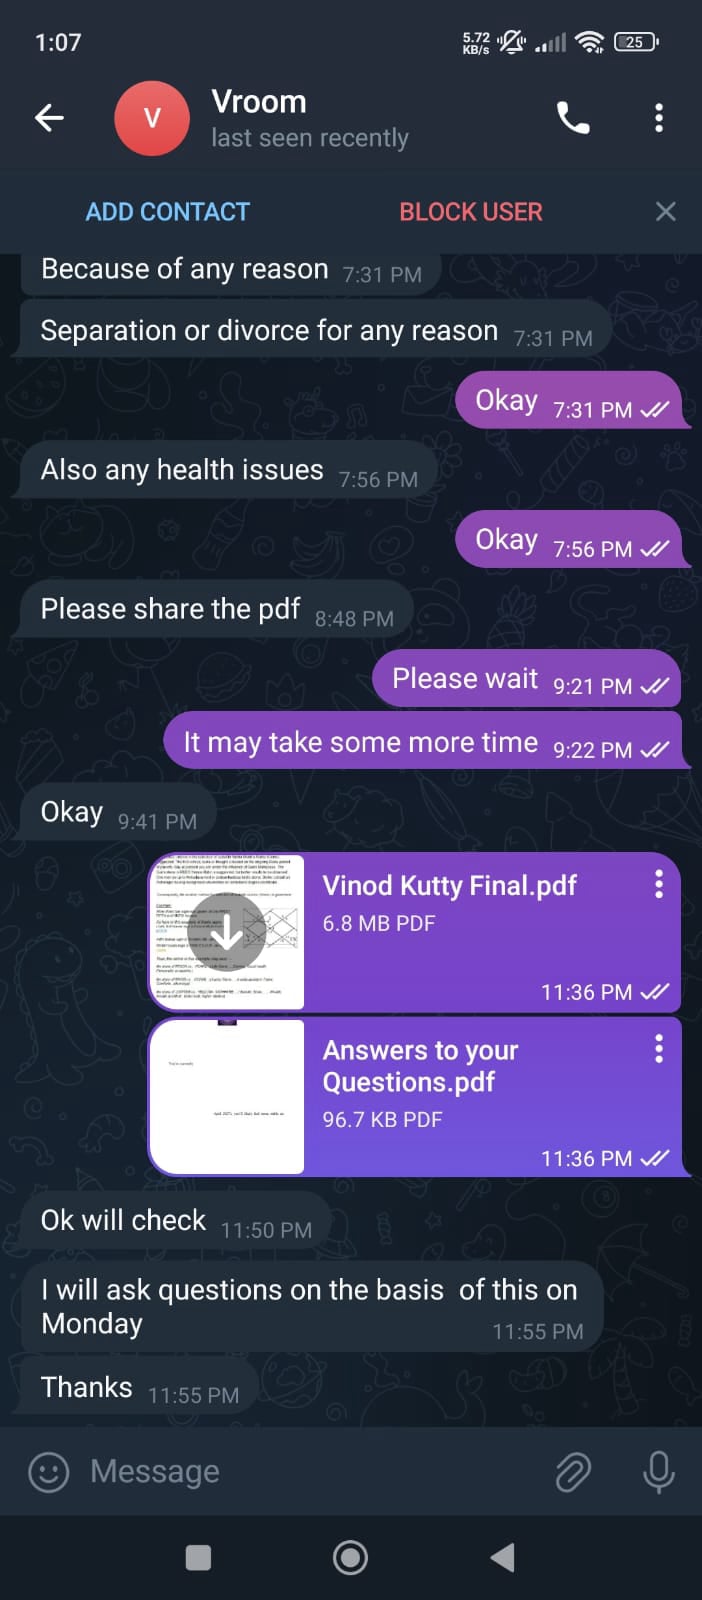 1:07
5.72
KB/s
25
V
Vroom
last seen recently
ADD CONTACT
BLOCK USER
Because of any reason 7:31 PM
Separation or divorce for any reason 7:31 PM
Okay 7:31 PM
Also any health issues 7:56 PM
Okay 7:56 PM
Please share the pdf 8:48 PM
Please wait 9:21 PM
It may take some more time 9:22 PM
Okay 9:41 PM
Vinod Kutty Final.pdf
6.8 MB PDF
11:36 PM
Answers to your
Questions.pdf
96.7 KB PDF
11:36 PM
Ok will check 11:50 PM
I will ask questions on the basis of this on
Monday
11:55 PM
Thanks 11:55 PM
Message